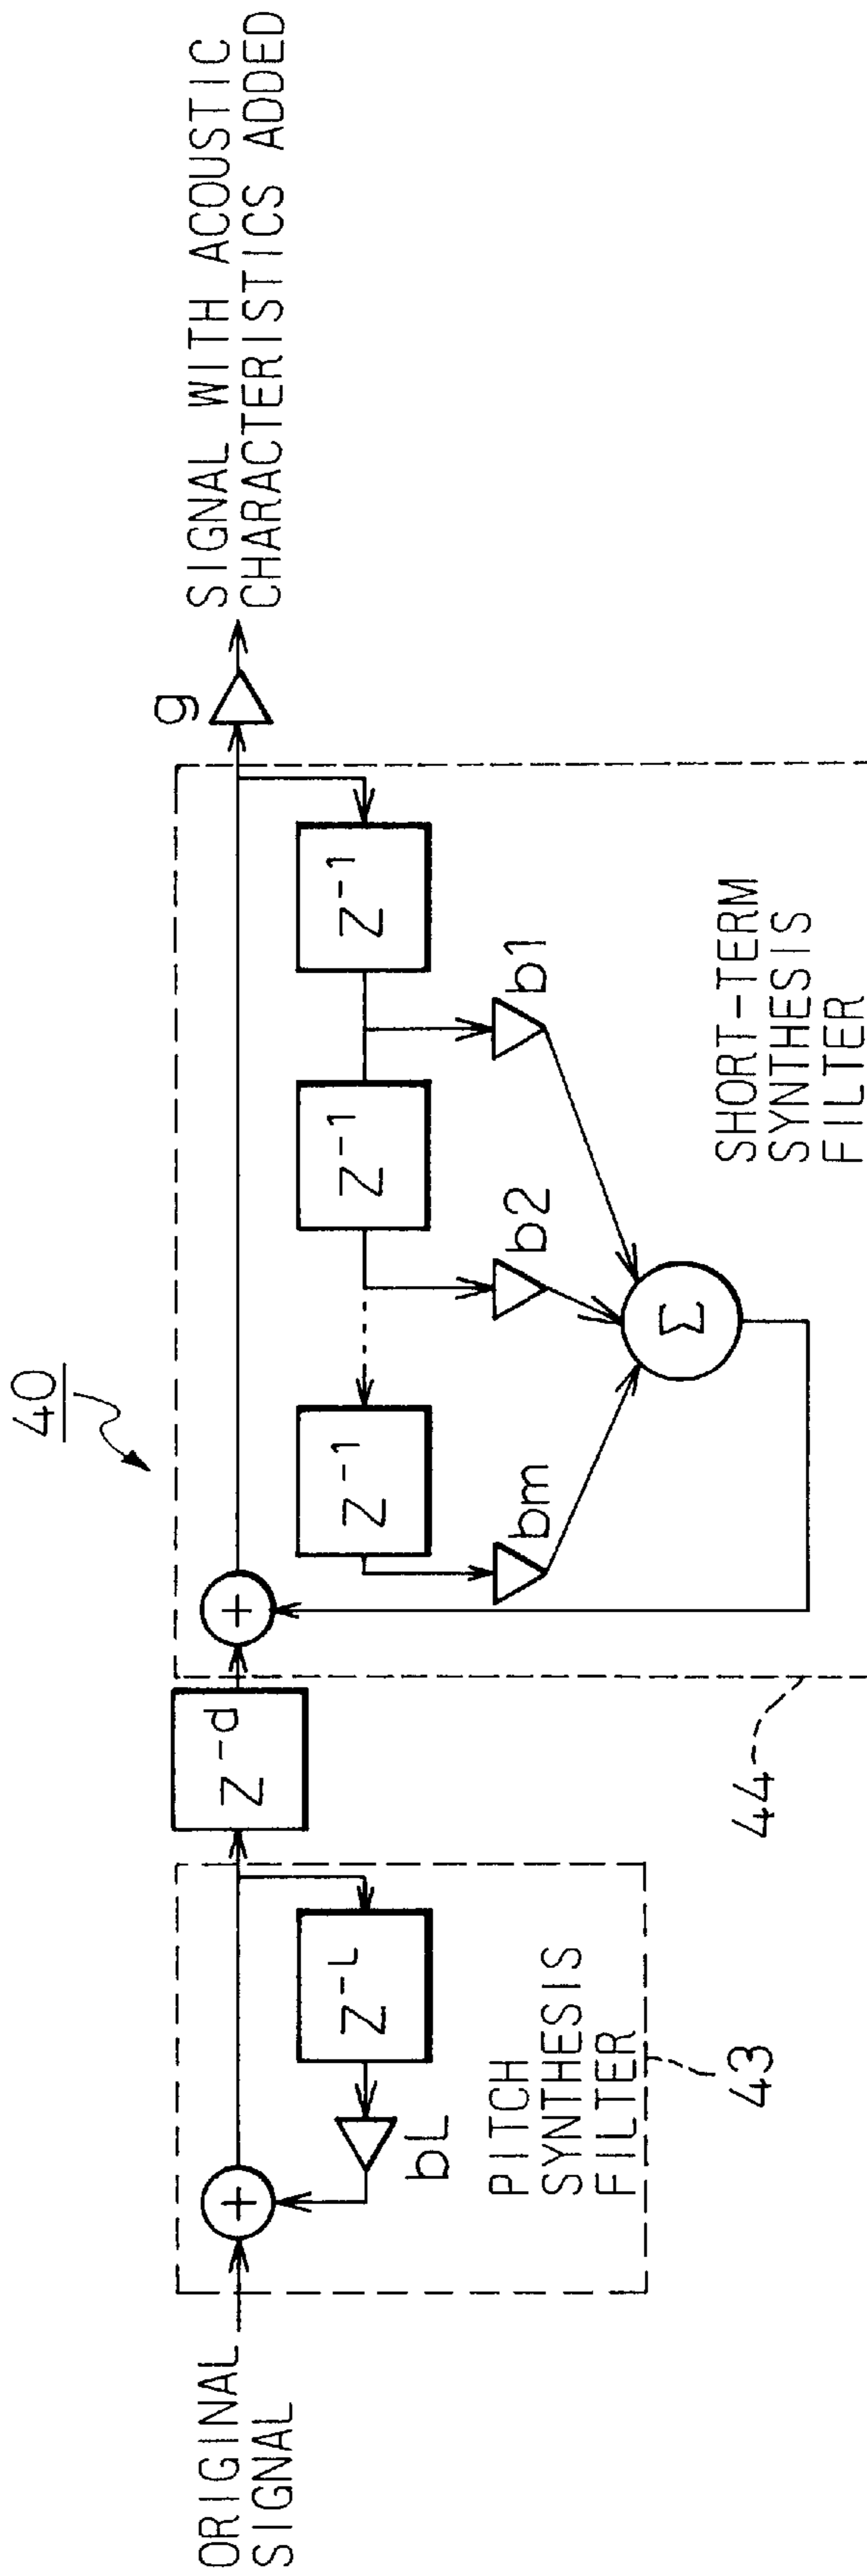 40
ORIGINAL
SIGNAL
+
Z-L
bL
PITCH
SYNTHESIS
FILTER
43
Z-d
+
Z-1
Z-1
Z-1
bm
b2
b1
Σ
SHORT-TERM
SYNTHESIS
FILTER
44
g
SIGNAL WITH ACOUSTIC
CHARACTERISTICS ADDED